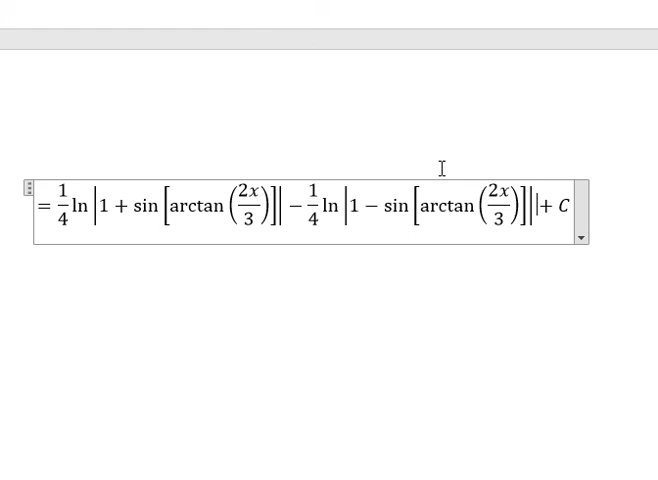 = 1/4 ln |1 + sin [arctan (2x/3)]| − 1/4 ln |1 − sin [arctan (2x/3)]| + C